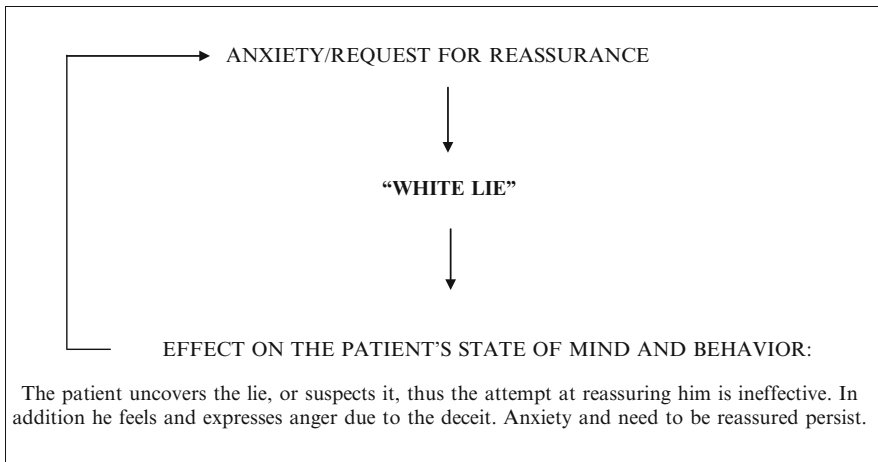 ANXIETY/REQUEST FOR REASSURANCE
“WHITE LIE”
EFFECT ON THE PATIENT’S STATE OF MIND AND BEHAVIOR:
The patient uncovers the lie, or suspects it, thus the attempt at reassuring him is ineffective. In
addition he feels and expresses anger due to the deceit. Anxiety and need to be reassured persist.